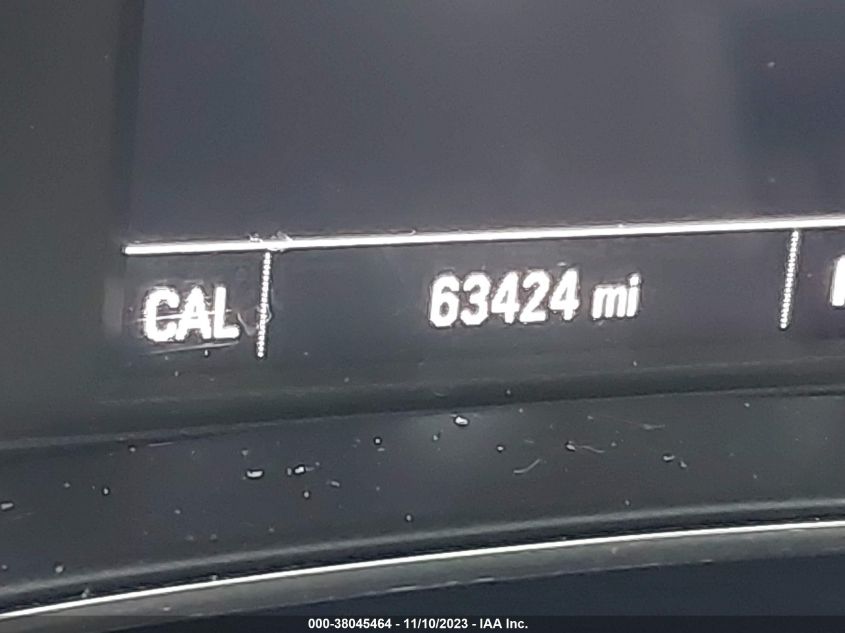 CAL 63424 mi
000-38045464 - 11/10/2023 - IAA Inc.